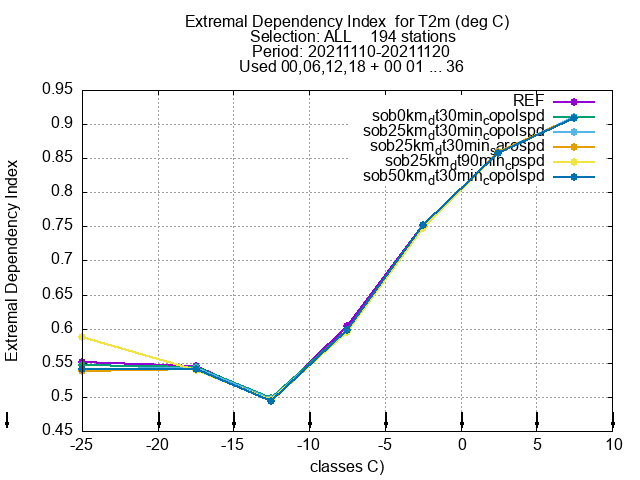 Extremal Dependency Index  for T2m (deg C)
Selection: ALL    194 stations
Period: 20211110-20211120
Used 00,06,12,18 + 00 01 ... 36
REF
sob0km_dt30min_copolspd
sob25km_dt30min_copolspd
sob25km_dt30min_sarospd
sob25km_dt90min_cpspd
sob50km_dt30min_copolspd
Extremal Dependency Index
0.95
0.9
0.85
0.8
0.75
0.7
0.65
0.6
0.55
0.5
0.45
-25 -20 -15 -10 -5 0 5 10
classes C)